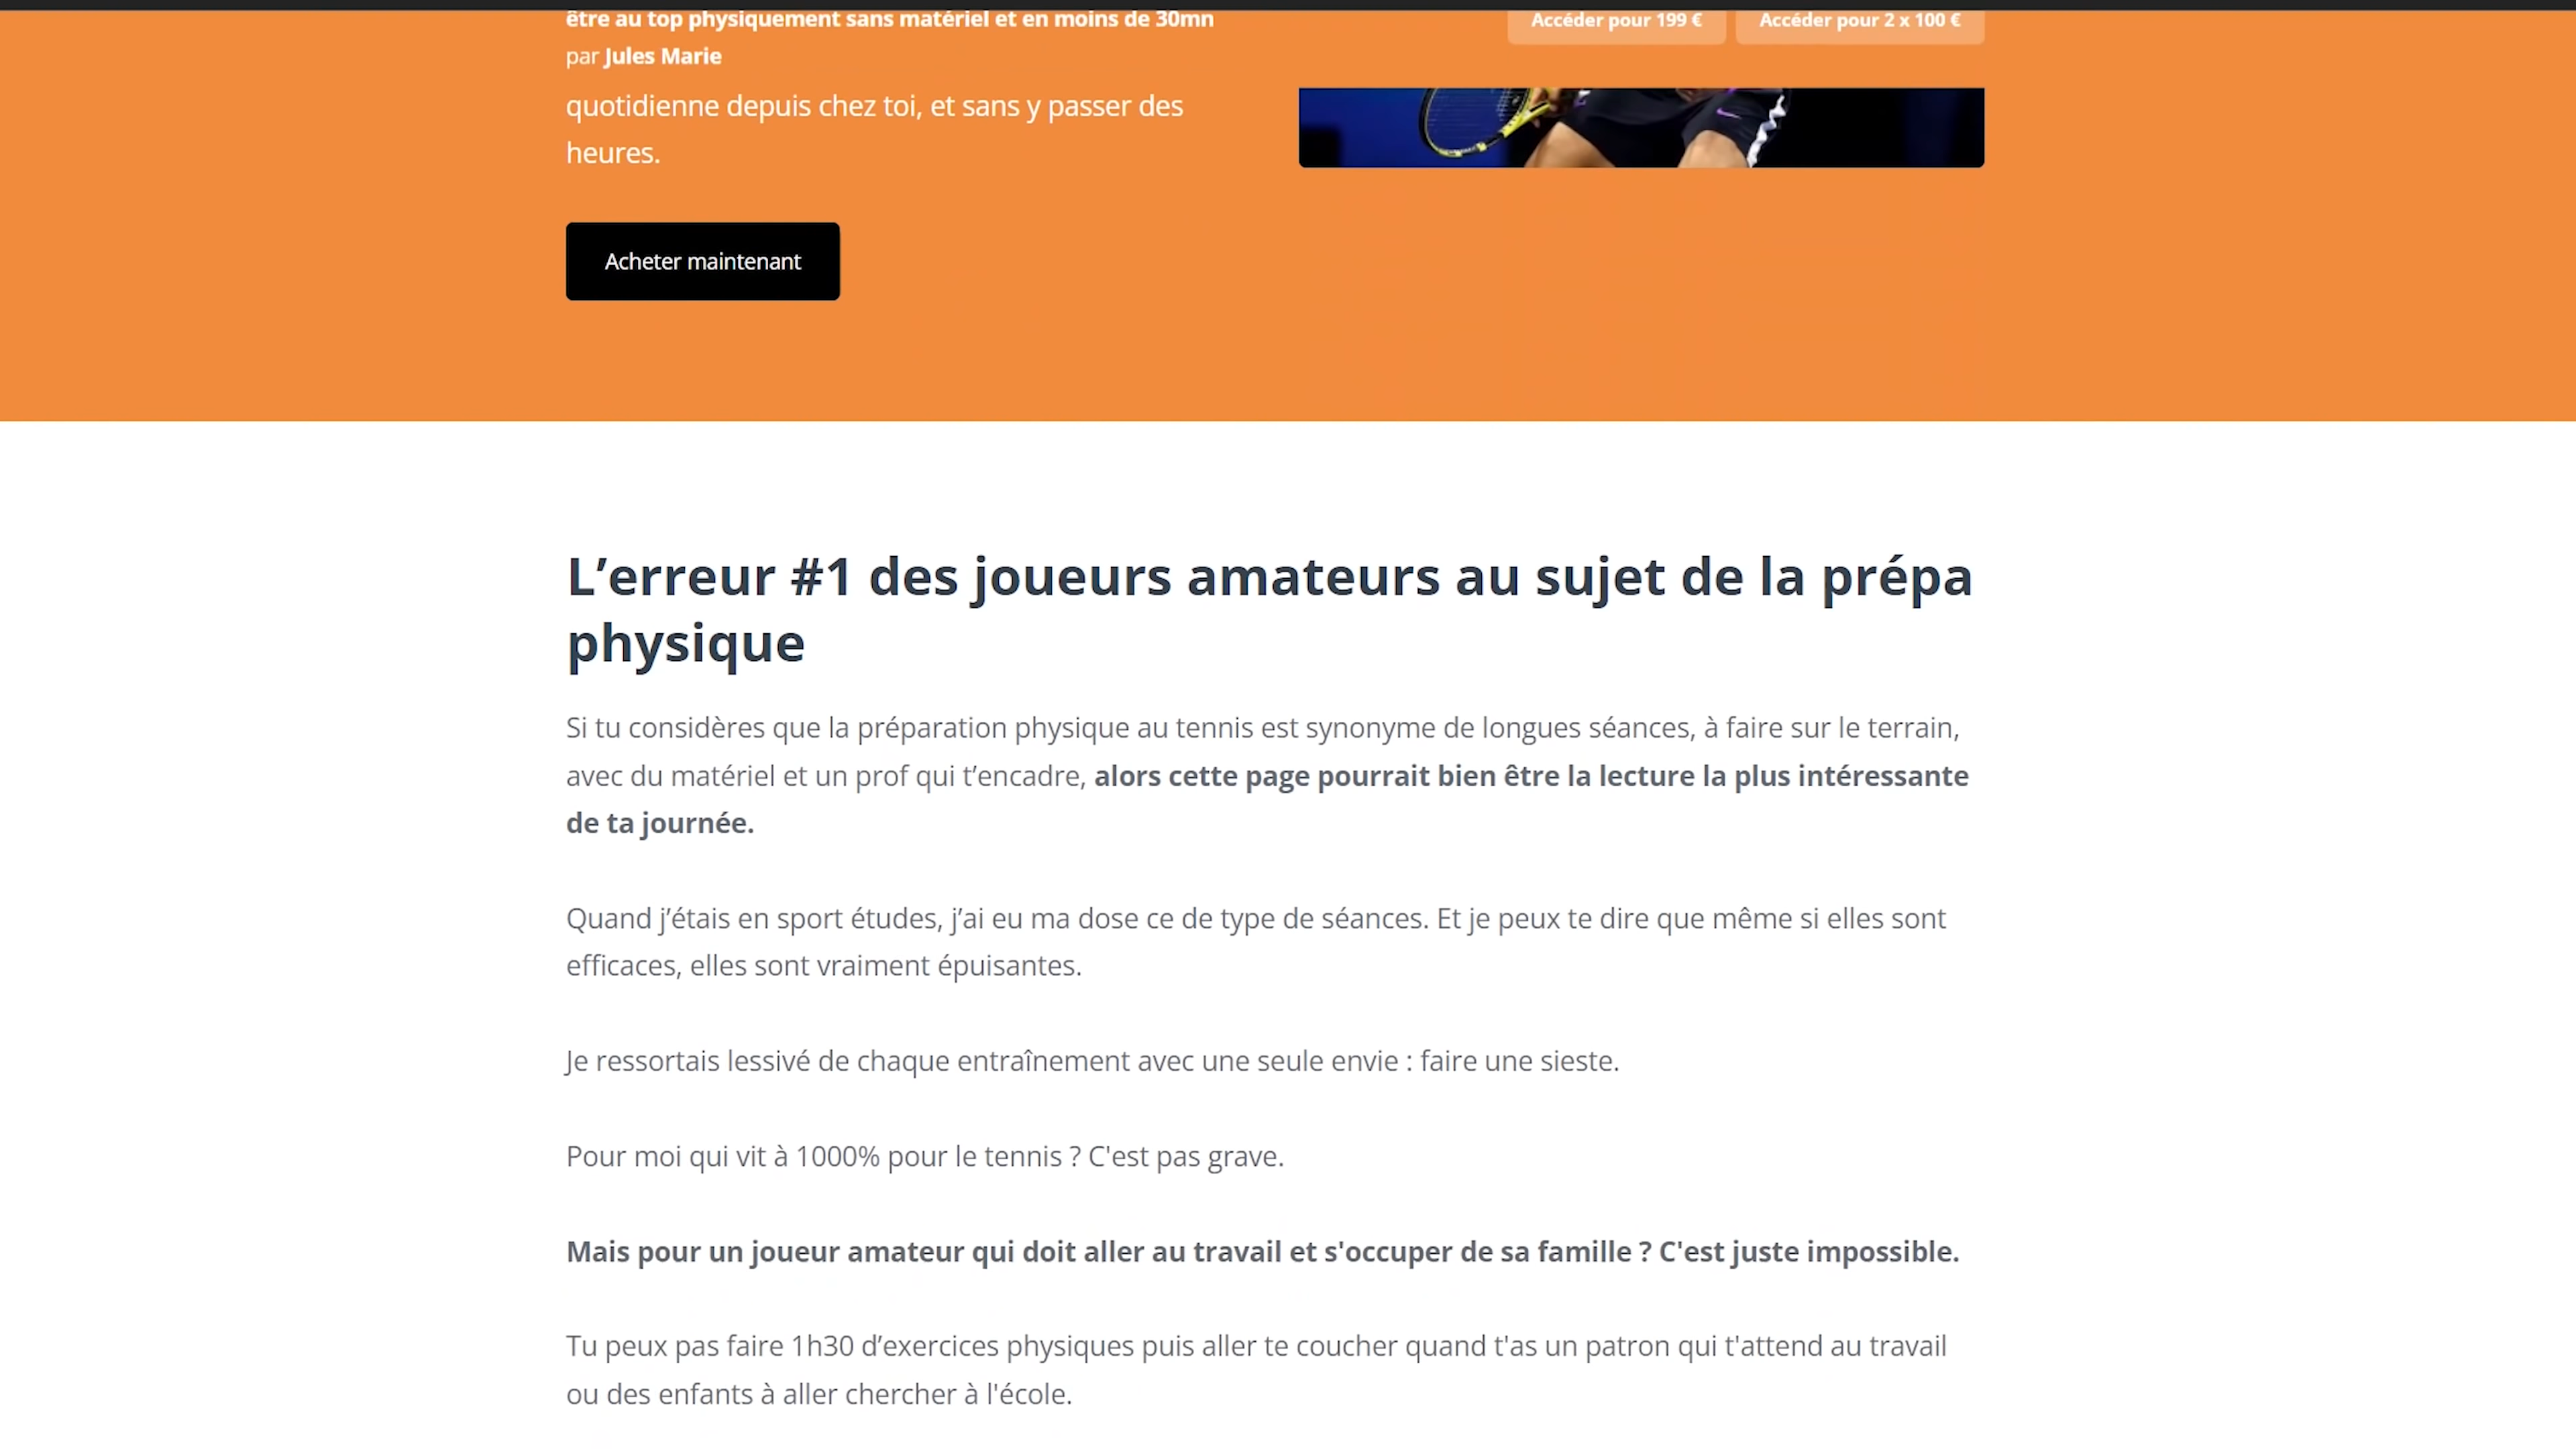 être au top physiquement sans matériel et en moins de 30mn
par Jules Marie
Accéder pour 199 €
Accéder pour 2 x 100 €
quotidienne depuis chez toi, et sans y passer des
heures.
Acheter maintenant
L’erreur #1 des joueurs amateurs au sujet de la prépa
physique
Si tu considères que la préparation physique au tennis est synonyme de longues séances, à faire sur le terrain,
avec du matériel et un prof qui t’encadre, alors cette page pourrait bien être la lecture la plus intéressante
de ta journée.
Quand j’étais en sport études, j’ai eu ma dose ce de type de séances. Et je peux te dire que même si elles sont
efficaces, elles sont vraiment épuisantes.
Je ressortais lessivé de chaque entraînement avec une seule envie : faire une sieste.
Pour moi qui vit à 1000% pour le tennis ? C'est pas grave.
Mais pour un joueur amateur qui doit aller au travail et s'occuper de sa famille ? C'est juste impossible.
Tu peux pas faire 1h30 d’exercices physiques puis aller te coucher quand t'as un patron qui t'attend au travail
ou des enfants à aller chercher à l'école.